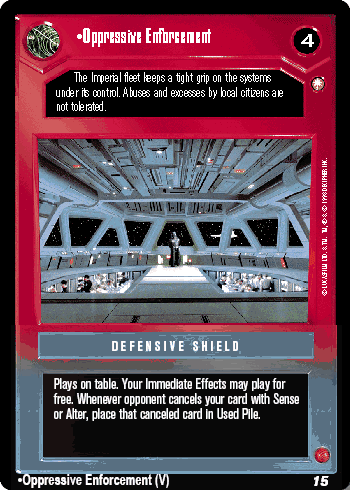 •Oppressive Enforcement
4
The Imperial fleet keeps a tight grip on the systems
under its control. Abuses and excesses by local citizens are
not tolerated.
DEFENSIVE SHIELD
Plays on table. Your Immediate Effects may play for
free. Whenever opponent cancels your card with Sense
or Alter, place that canceled card in Used Pile.
•Oppressive Enforcement (V)
15